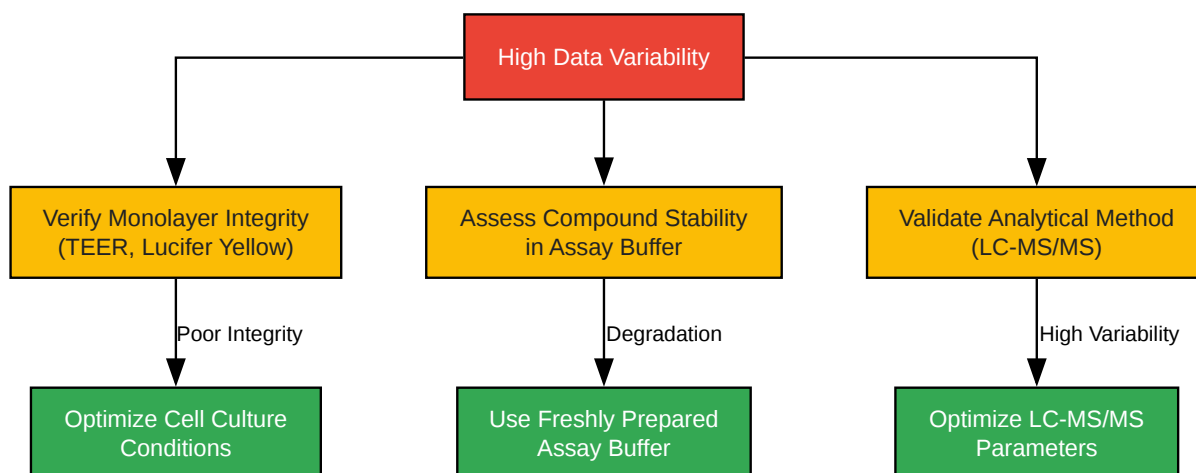 High Data Variability
Verify Monolayer Integrity
(TEER, Lucifer Yellow)
Assess Compound Stability
in Assay Buffer
Validate Analytical Method
(LC-MS/MS)
Poor Integrity
Degradation
High Variability
Optimize Cell Culture
Conditions
Use Freshly Prepared
Assay Buffer
Optimize LC-MS/MS
Parameters